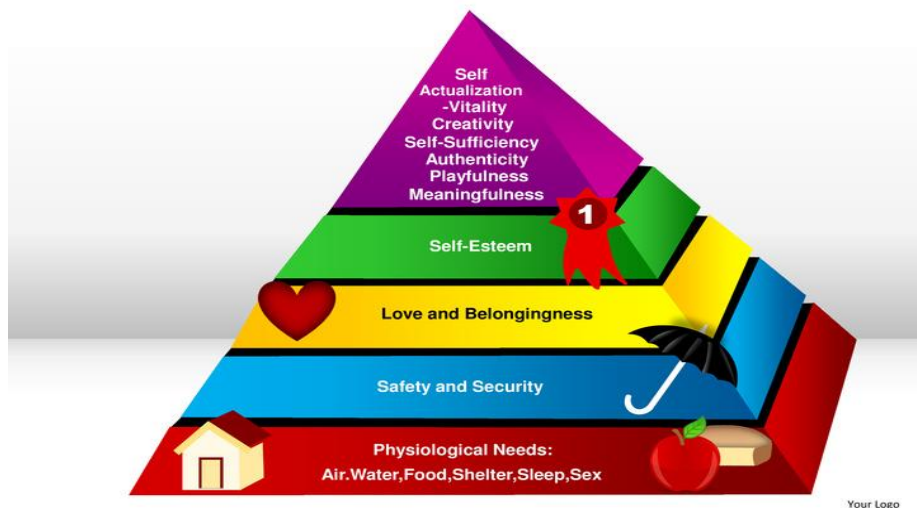 Self
Actualization
-Vitality
Creativity
Self-Sufficiency
Authenticity
Playfulness
Meaningfulness
1
Self-Esteem
Love and Belongingness
Safety and Security
Physiological Needs:
Air.Water,Food,Shelter,Sleep,Sex
Your Logo